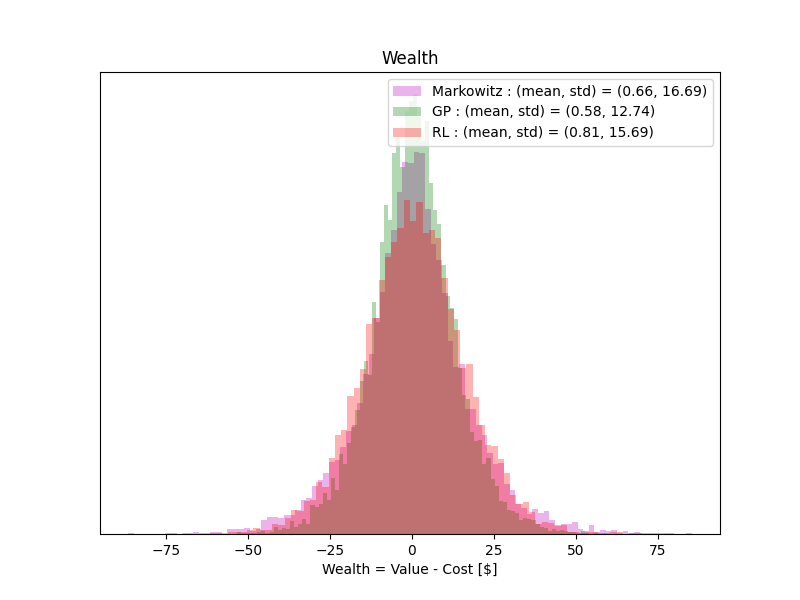 Wealth
Markowitz : (mean, std) = (0.66, 16.69)
GP : (mean, std) = (0.58, 12.74)
RL : (mean, std) = (0.81, 15.69)
−75 −50 −25 0 25 50 75
Wealth = Value - Cost [$]